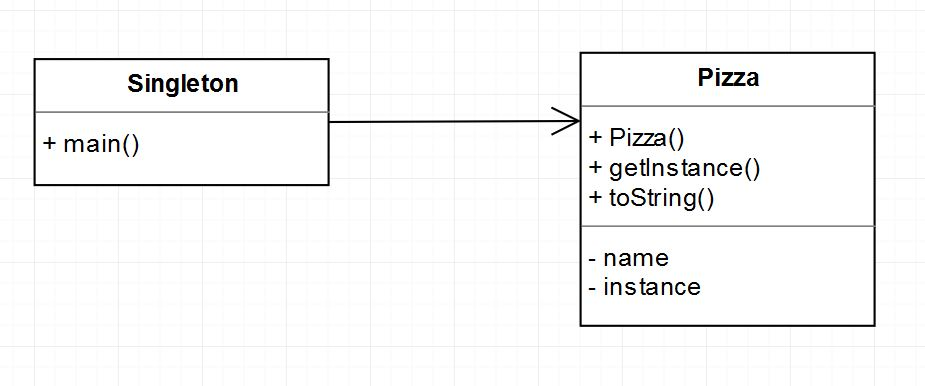 Singleton
+ main()
Pizza
+ Pizza()
+ getInstance()
+ toString()
- name
- instance